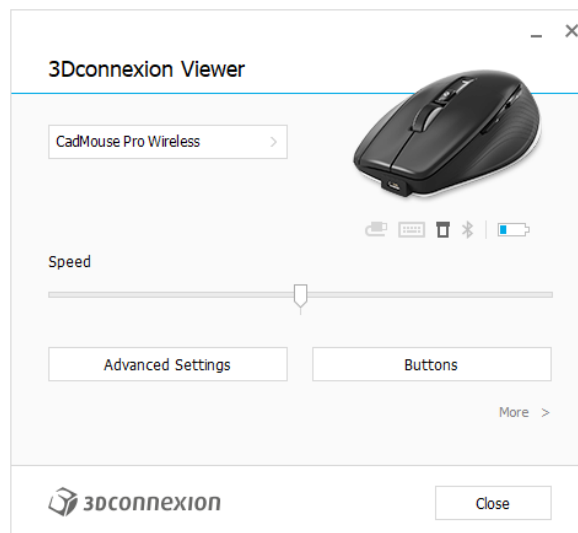 3Dconnexion Viewer
CadMouse Pro Wireless
Speed
Advanced Settings
Buttons
More >
3Dconnexion
Close